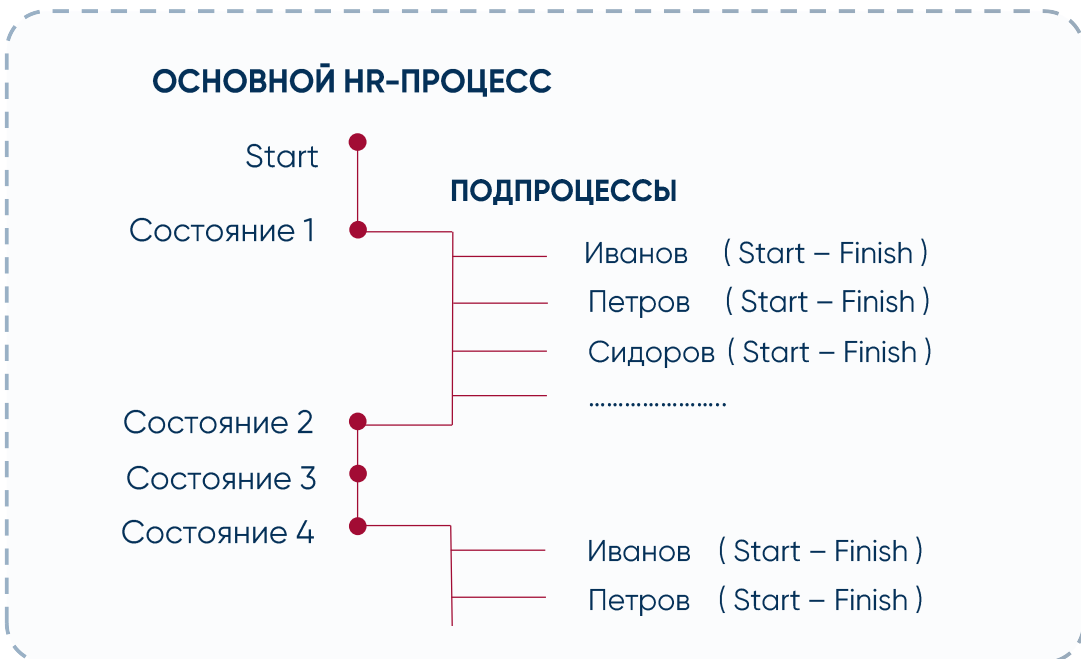 ОСНОВНОЙ HR-ПРОЦЕСС
Start
ПОДПРОЦЕССЫ
Состояние 1
Иванов ( Start – Finish )
Петров ( Start – Finish )
Сидоров ( Start – Finish )
........................
Состояние 2
Состояние 3
Состояние 4
Иванов ( Start – Finish )
Петров ( Start – Finish )